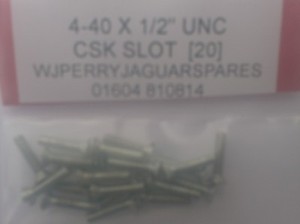 4-40 X 1/2" UNC
CSK SLOT [20]
WJPERRYJAGUARSPARES
01604 810814